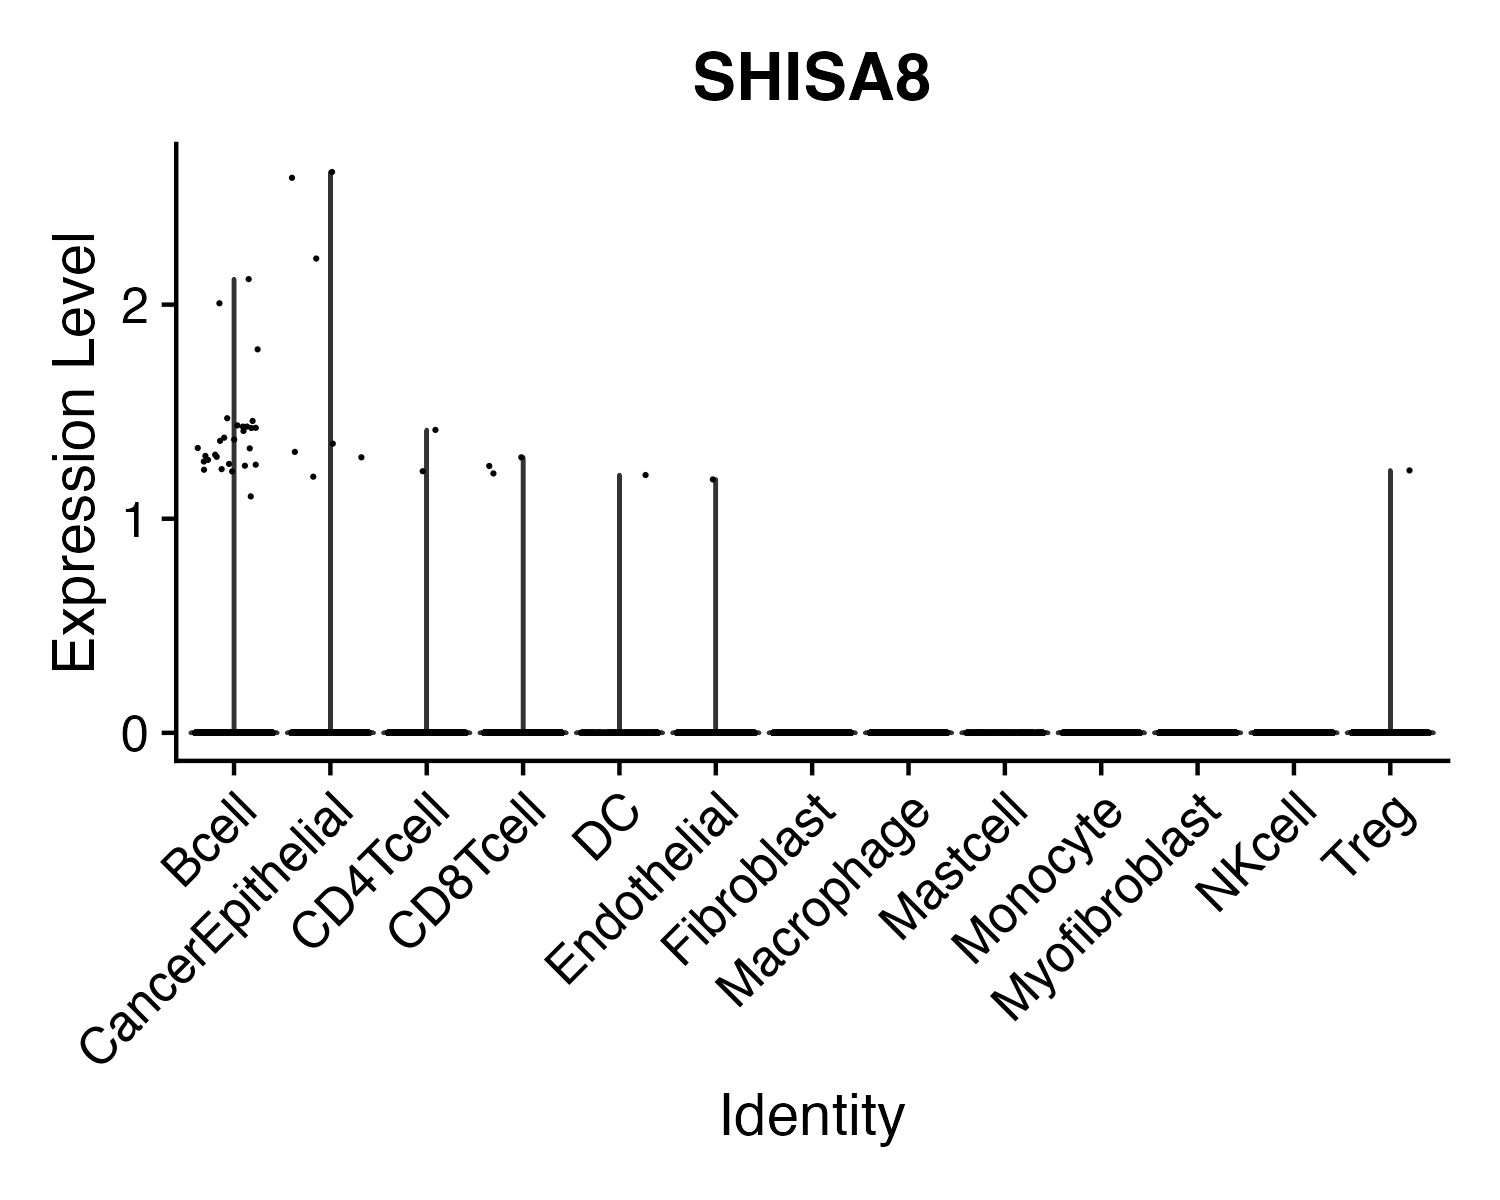 SHISA8
Expression Level
2
1
0
Bcell
CancerEpithelial
CD4Tcell
CD8Tcell
DC
Endothelial
Fibroblast
Macrophage
Mastcell
Monocyte
Myofibroblast
NKcell
Treg
Identity